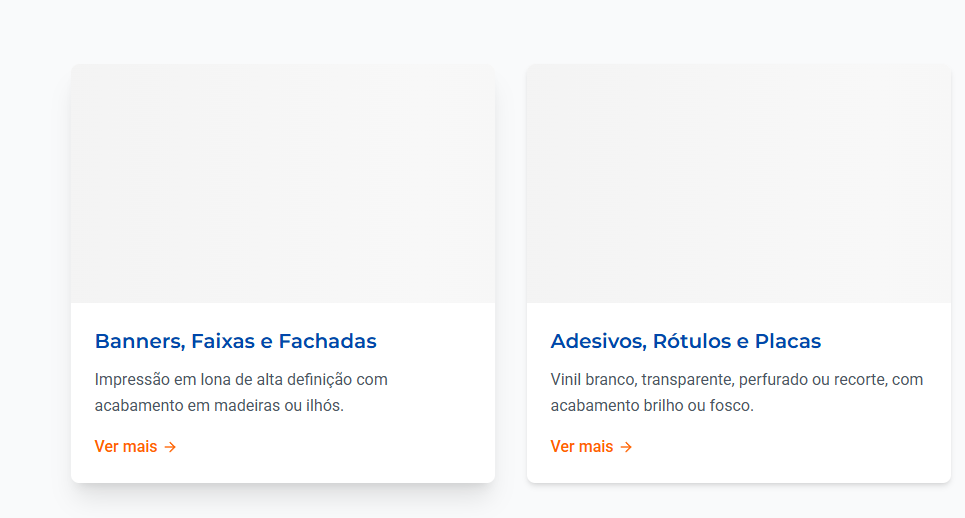 Banners, Faixas e Fachadas
Impressão em lona de alta definição com
acabamento em madeiras ou ilhós.
Ver mais →
Adesivos, Rótulos e Placas
Vinil branco, transparente, perfurado ou recorte, com
acabamento brilho ou fosco.
Ver mais →